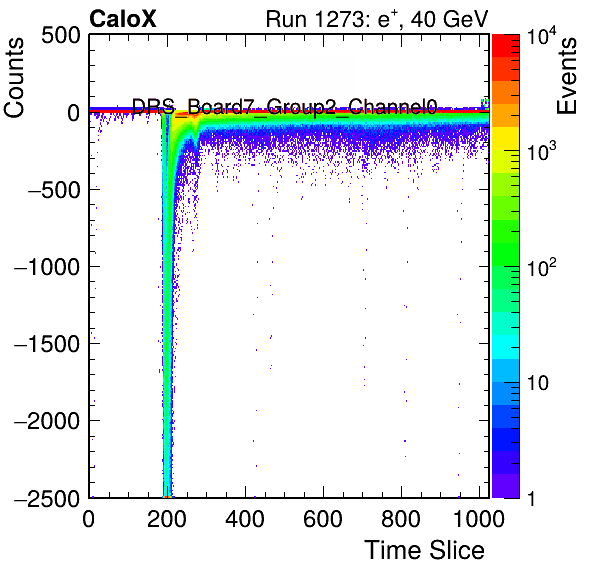 CaloX Run 1273: e⁺, 40 GeV
Counts
Events
DRS_Board7_Group2_Channel0
500
0
−500
−1000
−1500
−2000
−2500
0 200 400 600 800 1000
Time Slice
10⁴
10³
10²
10
1